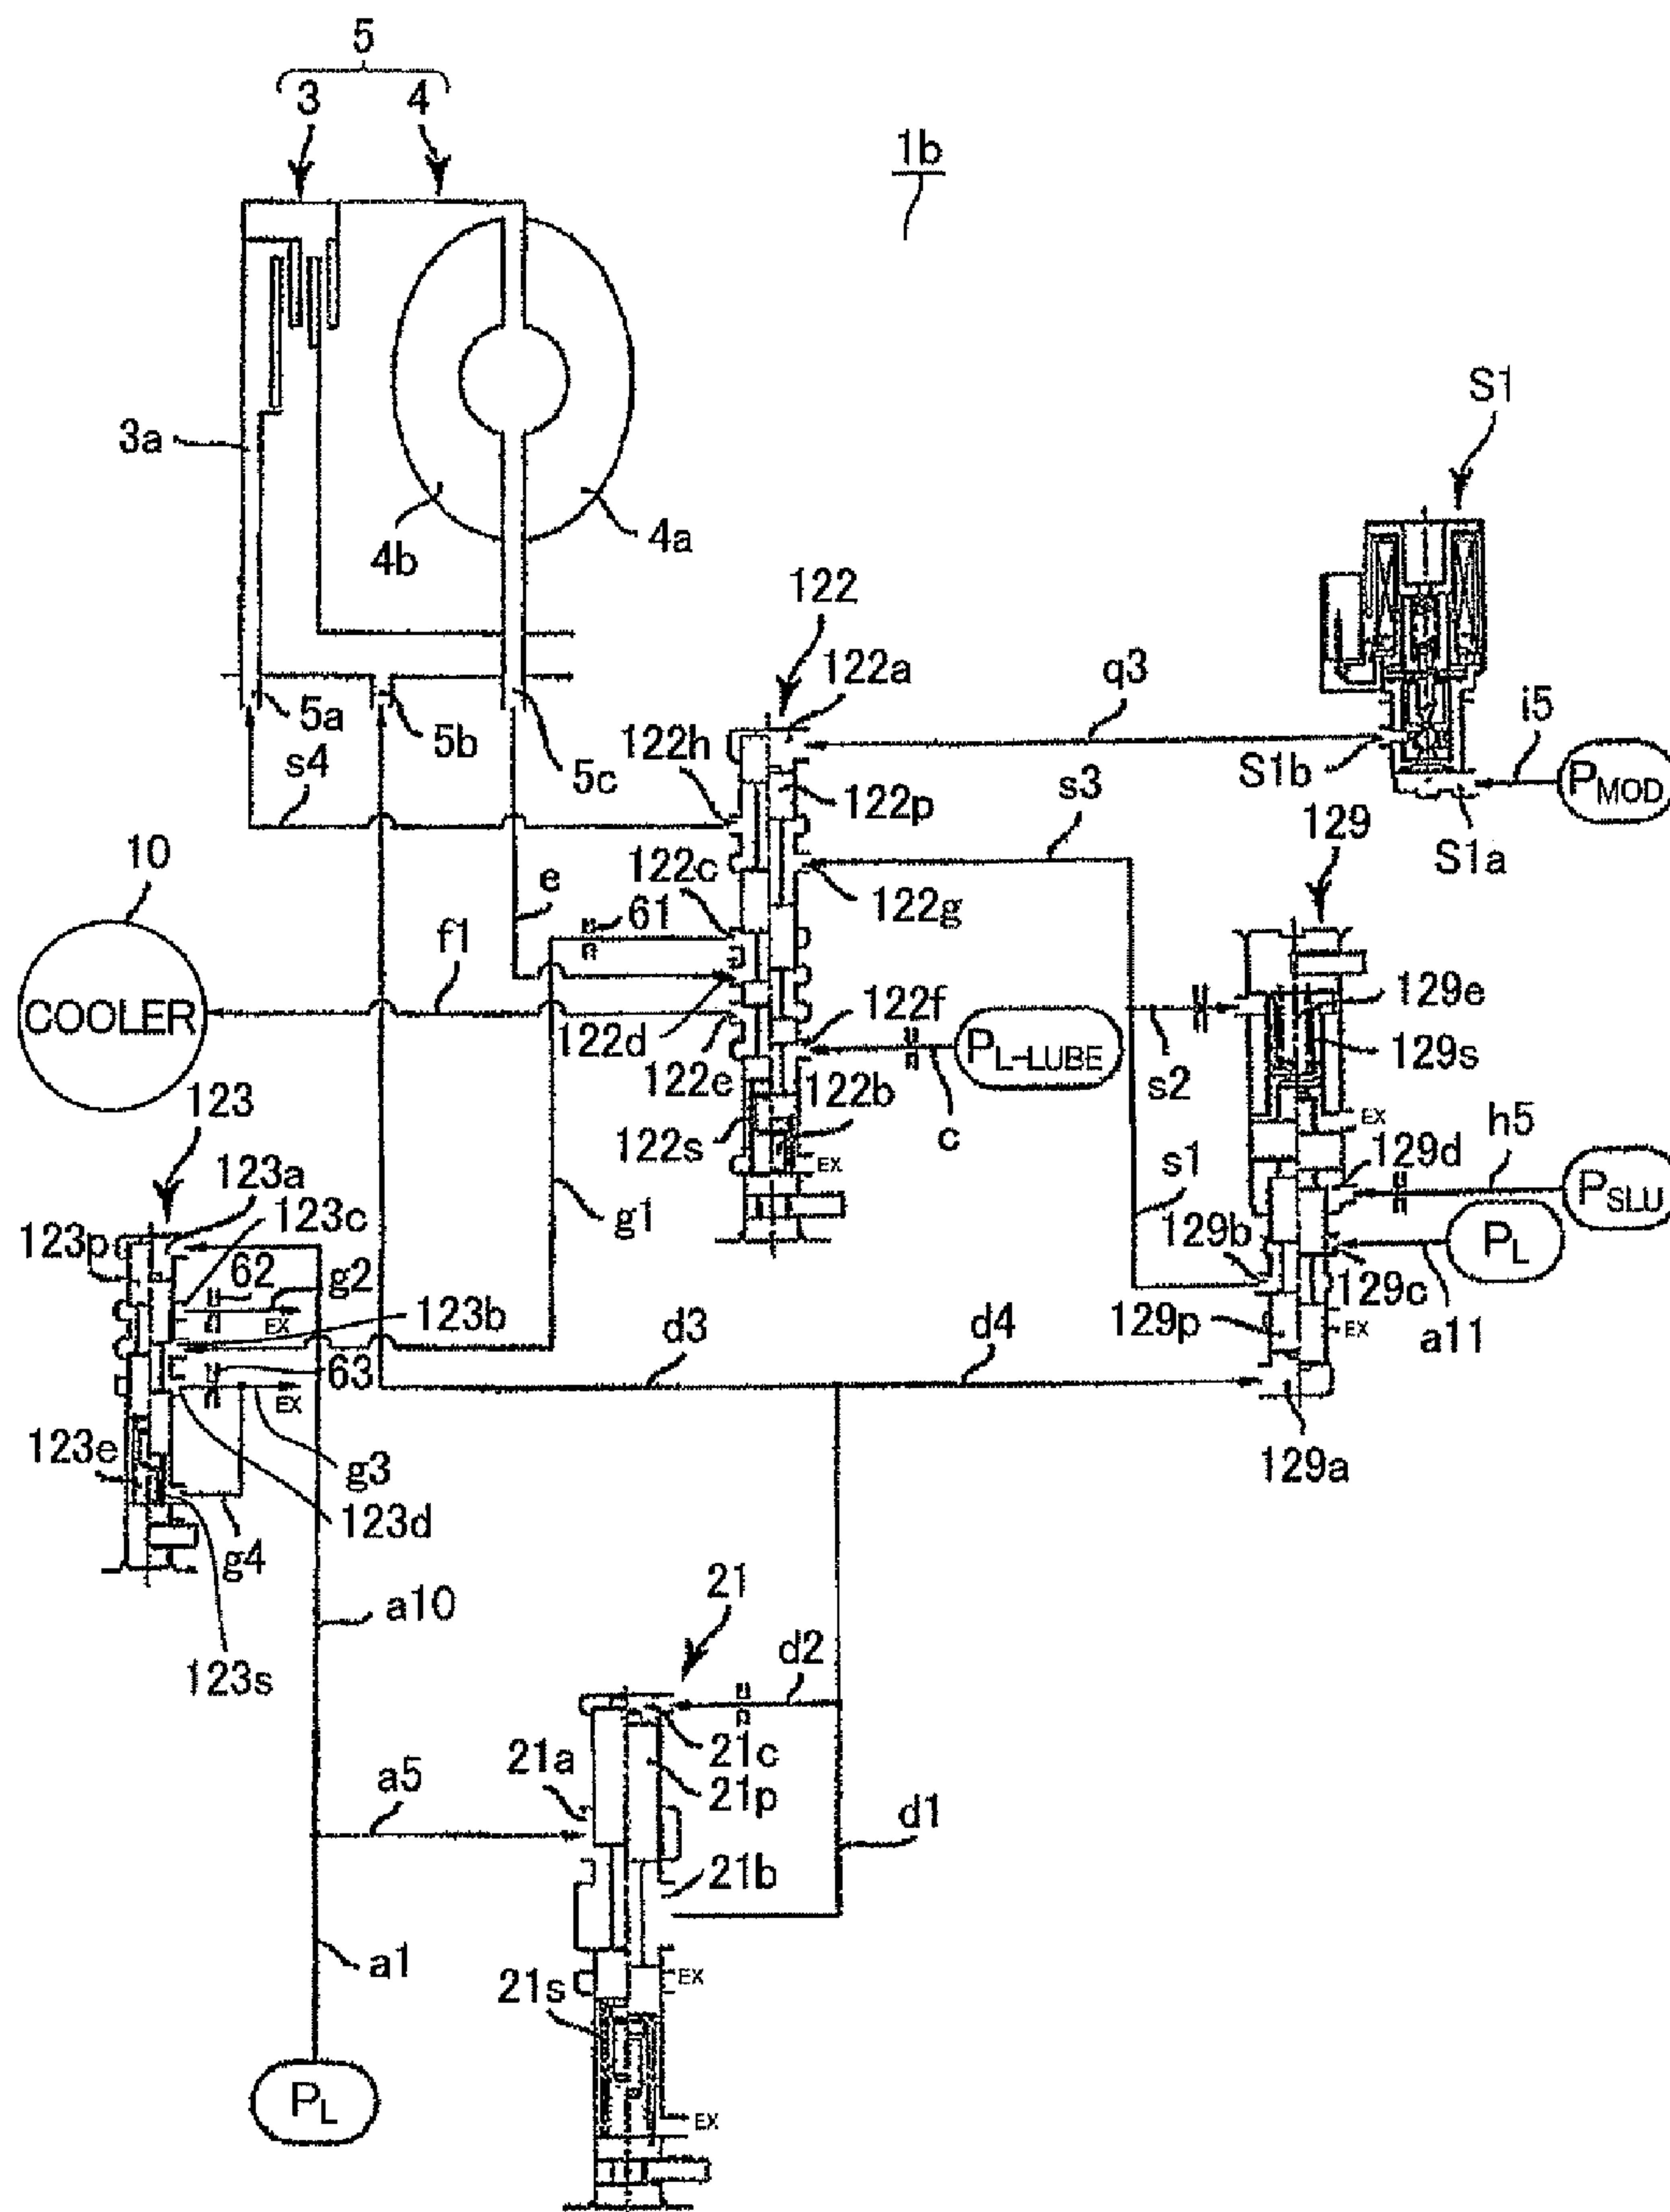 5
3 4
1b
3a
4b
4a
S1
122
122a
q3
i5
5a
5b
5c
122h
S1b
PMOD
s4
122p
s3
S1a
129
10
122c
61
122g
e
f1
COOLER
122d
122f
PL-LUBE
129e
129s
s2
122e
122b
c
122s
EX
EX
h5
129d
s1
PSLU
123
123a
123c
g1
123p
62
g2
EX
129b
PL
129c
123b
129p
EX
a11
63
d3
d4
EX
123e
g3
129a
123d
g4
21
a10
d2
123s
21c
21a
a5
21p
d1
21b
a1
21s
EX
PL
EX